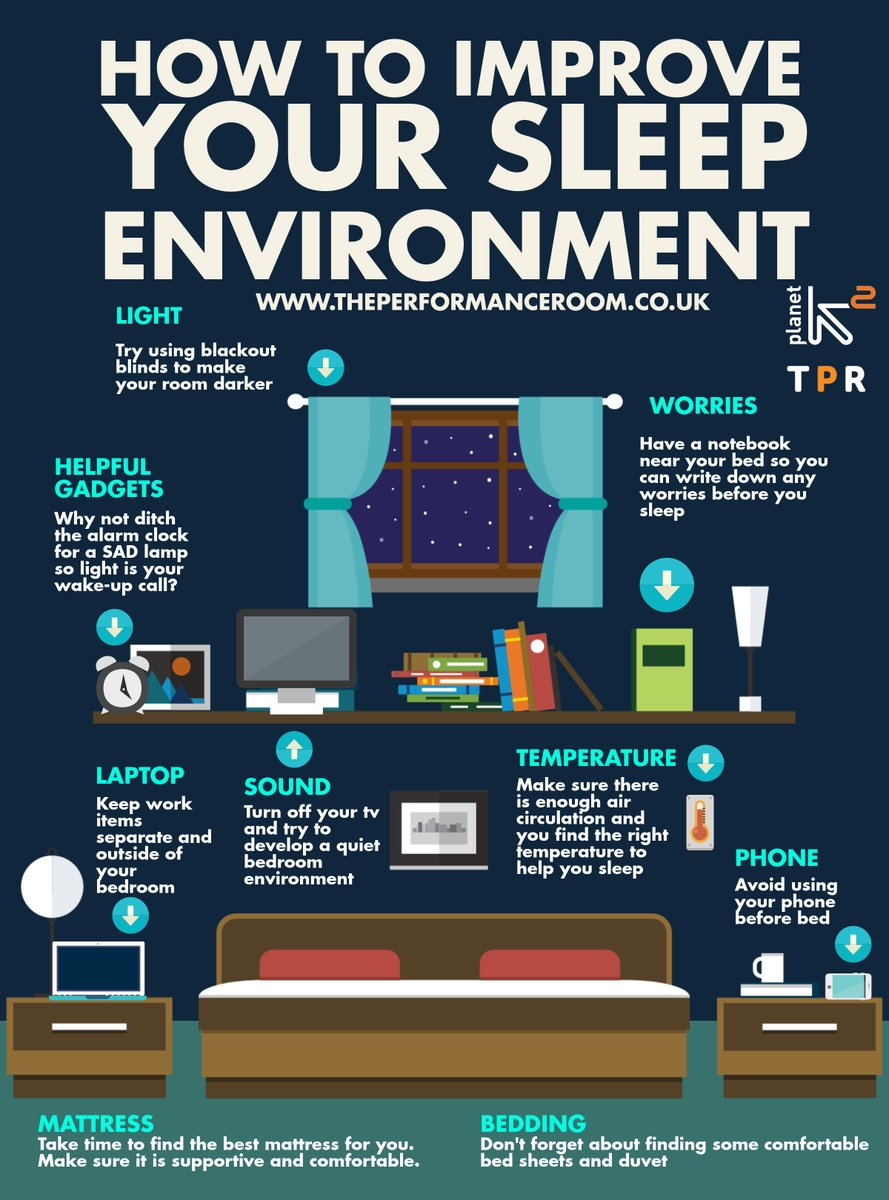 HOW TO IMPROVE
YOUR SLEEP
ENVIRONMENT
WWW.THEPERFORMANCEROOM.CO.UK
planet K2
TPR
LIGHT
Try using blackout
blinds to make
your room darker
WORRIES
Have a notebook
near your bed so you
can write down any
worries before you
sleep
HELPFUL
GADGETS
Why not ditch
the alarm clock
for a SAD lamp
so light is your
wake-up call?
LAPTOP
Keep work
items
separate and
outside of
your
bedroom
SOUND
Turn off your tv
and try to
develop a quiet
bedroom
environment
TEMPERATURE
Make sure there
is enough air
circulation and
you find the right
temperature to
help you sleep
PHONE
Avoid using
your phone
before bed
MATTRESS
Take time to find the best mattress for you.
Make sure it is supportive and comfortable.
BEDDING
Don't forget about finding some comfortable
bed sheets and duvet